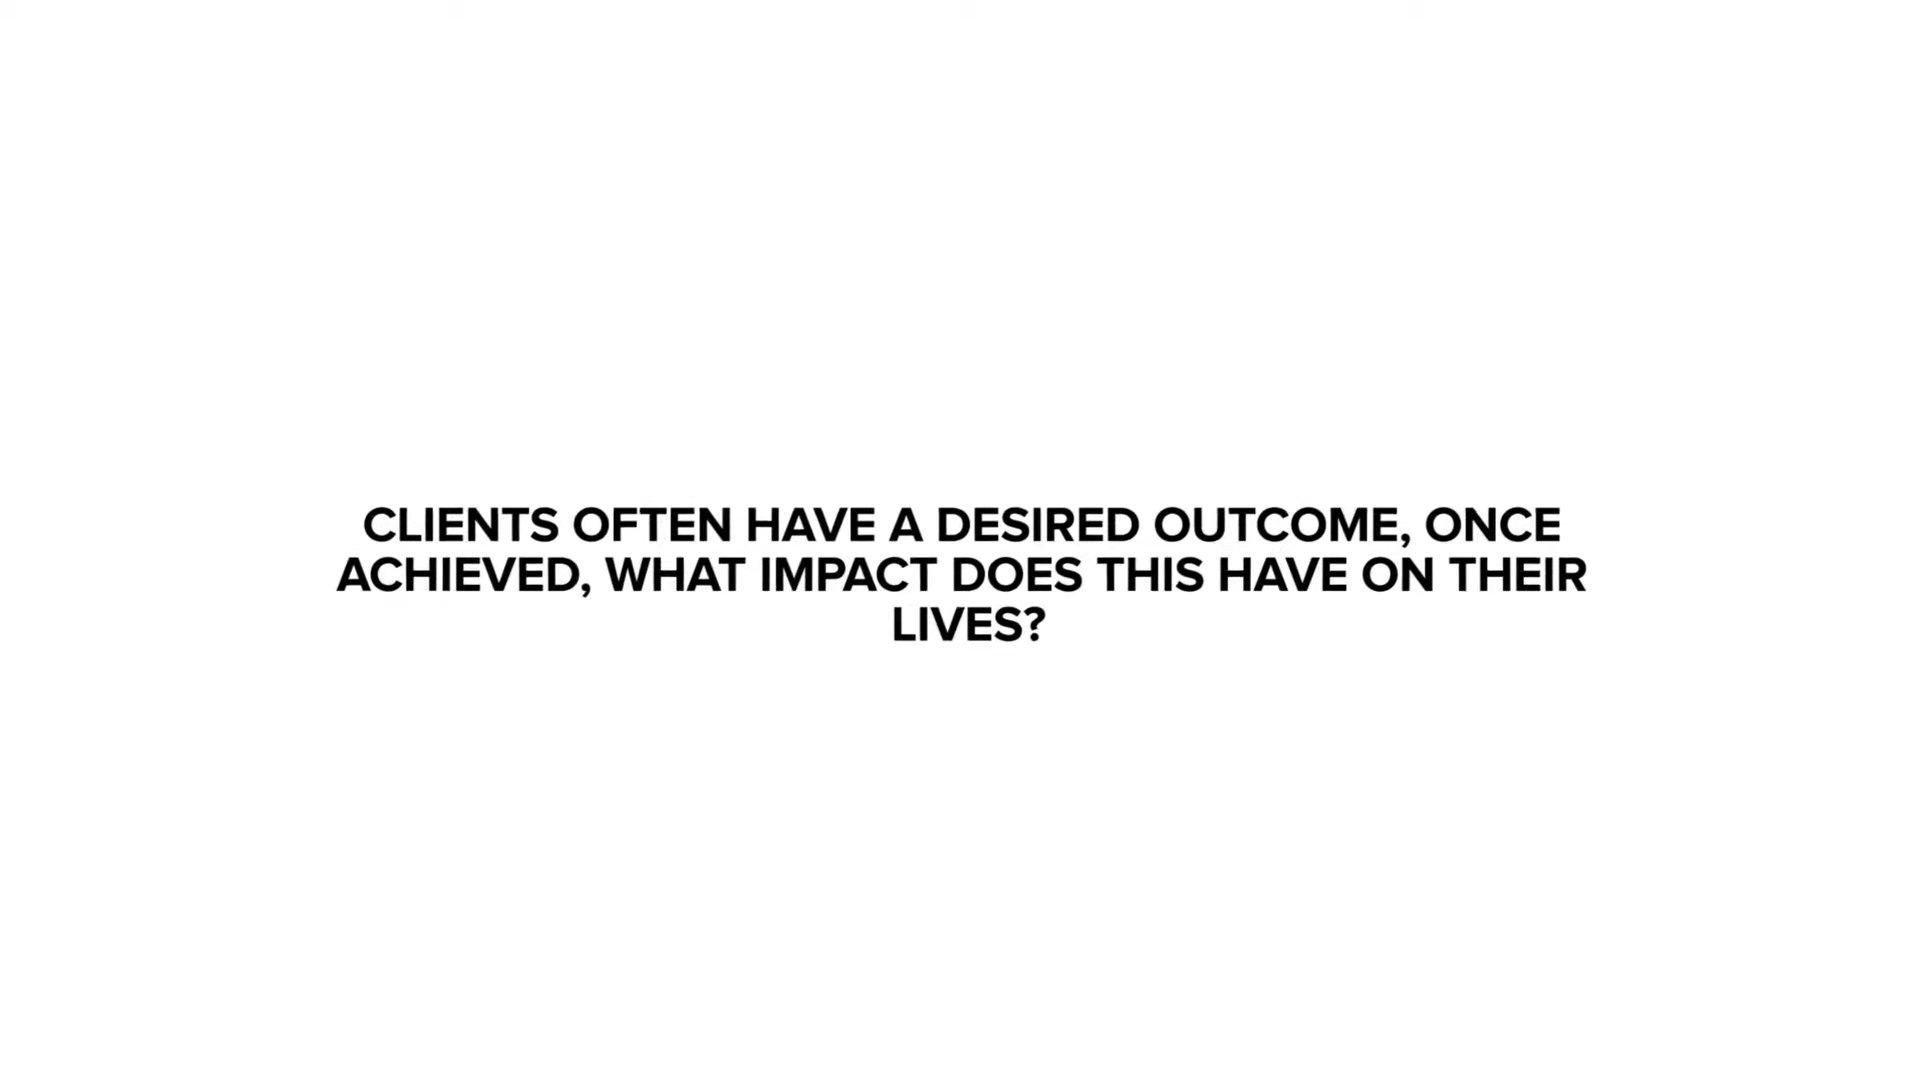 CLIENTS OFTEN HAVE A DESIRED OUTCOME, ONCE
ACHIEVED, WHAT IMPACT DOES THIS HAVE ON THEIR
LIVES?